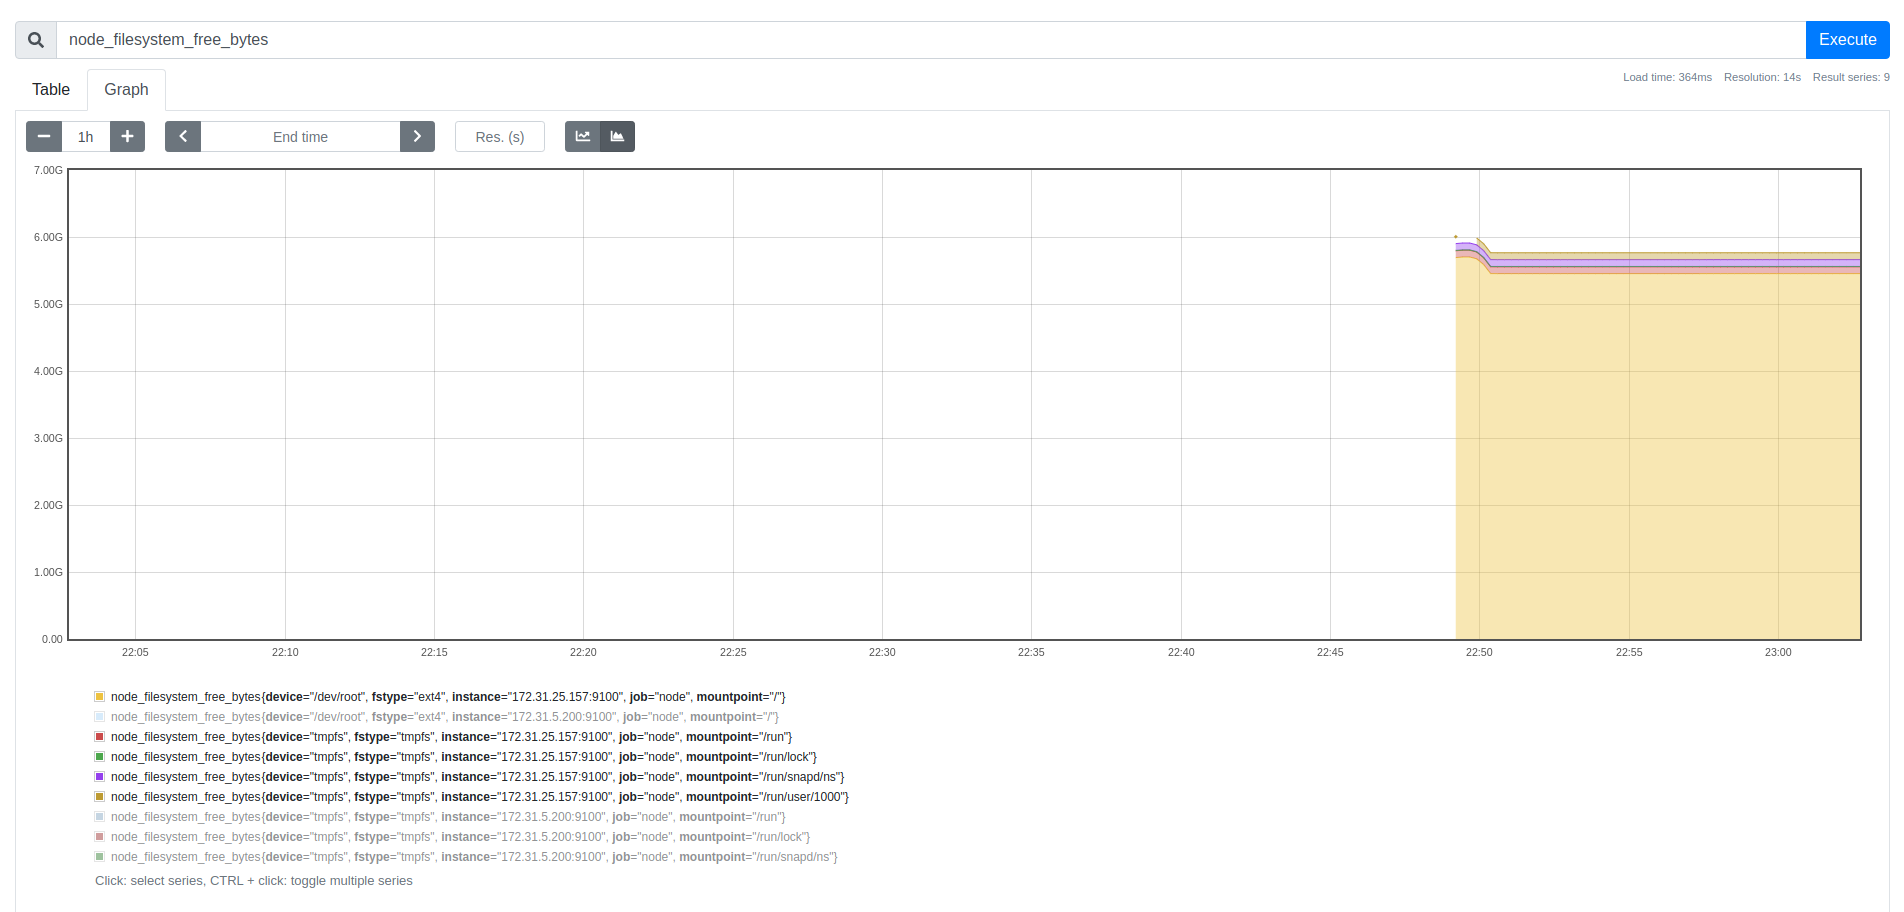 node_filesystem_free_bytes
Execute
Table
Graph
Load time: 364ms Resolution: 14s Result series: 9
1h
End time
Res. (s)
7.00G
6.00G
5.00G
4.00G
3.00G
2.00G
1.00G
0.00
22:05 22:10 22:15 22:20 22:25 22:30 22:35 22:40 22:45 22:50 22:55 23:00
node_filesystem_free_bytes{device="/dev/root", fstype="ext4", instance="172.31.25.157:9100", job="node", mountpoint="/"}
node_filesystem_free_bytes{device="/dev/root", fstype="ext4", instance="172.31.5.200:9100", job="node", mountpoint="/"}
node_filesystem_free_bytes{device="tmpfs", fstype="tmpfs", instance="172.31.25.157:9100", job="node", mountpoint="/run"}
node_filesystem_free_bytes{device="tmpfs", fstype="tmpfs", instance="172.31.25.157:9100", job="node", mountpoint="/run/lock"}
node_filesystem_free_bytes{device="tmpfs", fstype="tmpfs", instance="172.31.25.157:9100", job="node", mountpoint="/run/snapd/ns"}
node_filesystem_free_bytes{device="tmpfs", fstype="tmpfs", instance="172.31.25.157:9100", job="node", mountpoint="/run/user/1000"}
node_filesystem_free_bytes{device="tmpfs", fstype="tmpfs", instance="172.31.5.200:9100", job="node", mountpoint="/run"}
node_filesystem_free_bytes{device="tmpfs", fstype="tmpfs", instance="172.31.5.200:9100", job="node", mountpoint="/run/lock"}
node_filesystem_free_bytes{device="tmpfs", fstype="tmpfs", instance="172.31.5.200:9100", job="node", mountpoint="/run/snapd/ns"}
Click: select series, CTRL + click: toggle multiple series